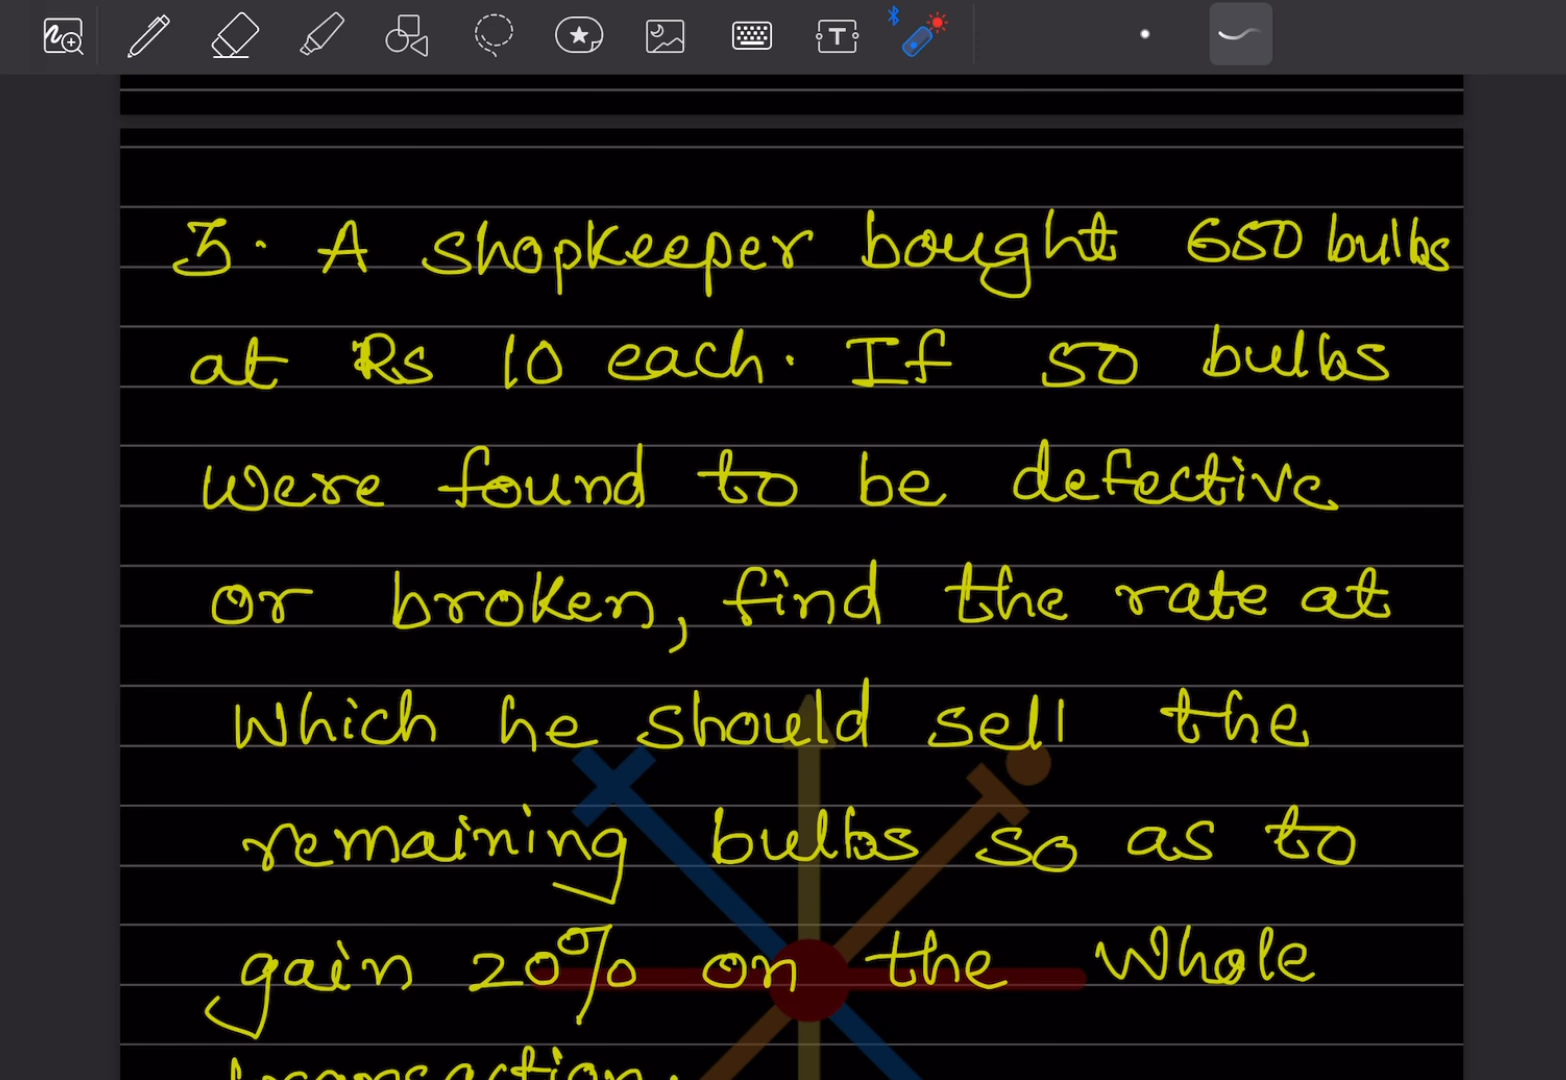 3. A shopkeeper bought 650 bulbs
at Rs 10 each. If 50 bulbs
were found to be defective
or broken, find the rate at
which he should sell the
remaining bulbs so as to
gain 20% on the whole
transaction.